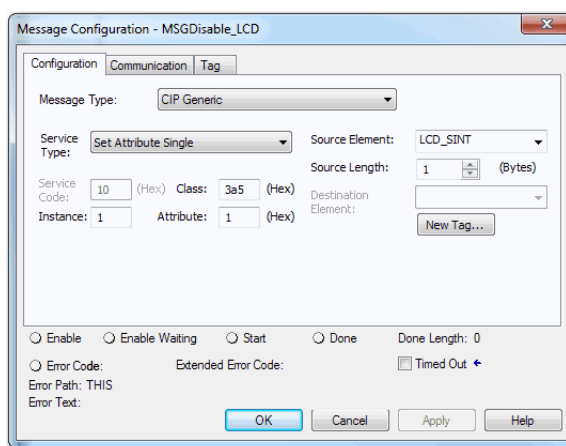 Message Configuration - MSGDisable_LCD
Configuration Communication Tag
Message Type: CIP Generic
Service Type: Set Attribute Single
Source Element: LCD_SINT
Source Length: 1 (Bytes)
Service Code: 10 (Hex) Class: 3a5 (Hex)
Destination Element:
Instance: 1 Attribute: 1 (Hex)
New Tag...
Enable Enable Waiting Start Done Done Length: 0
Error Code: Extended Error Code: Timed Out
Error Path: THIS
Error Text:
OK Cancel Apply Help